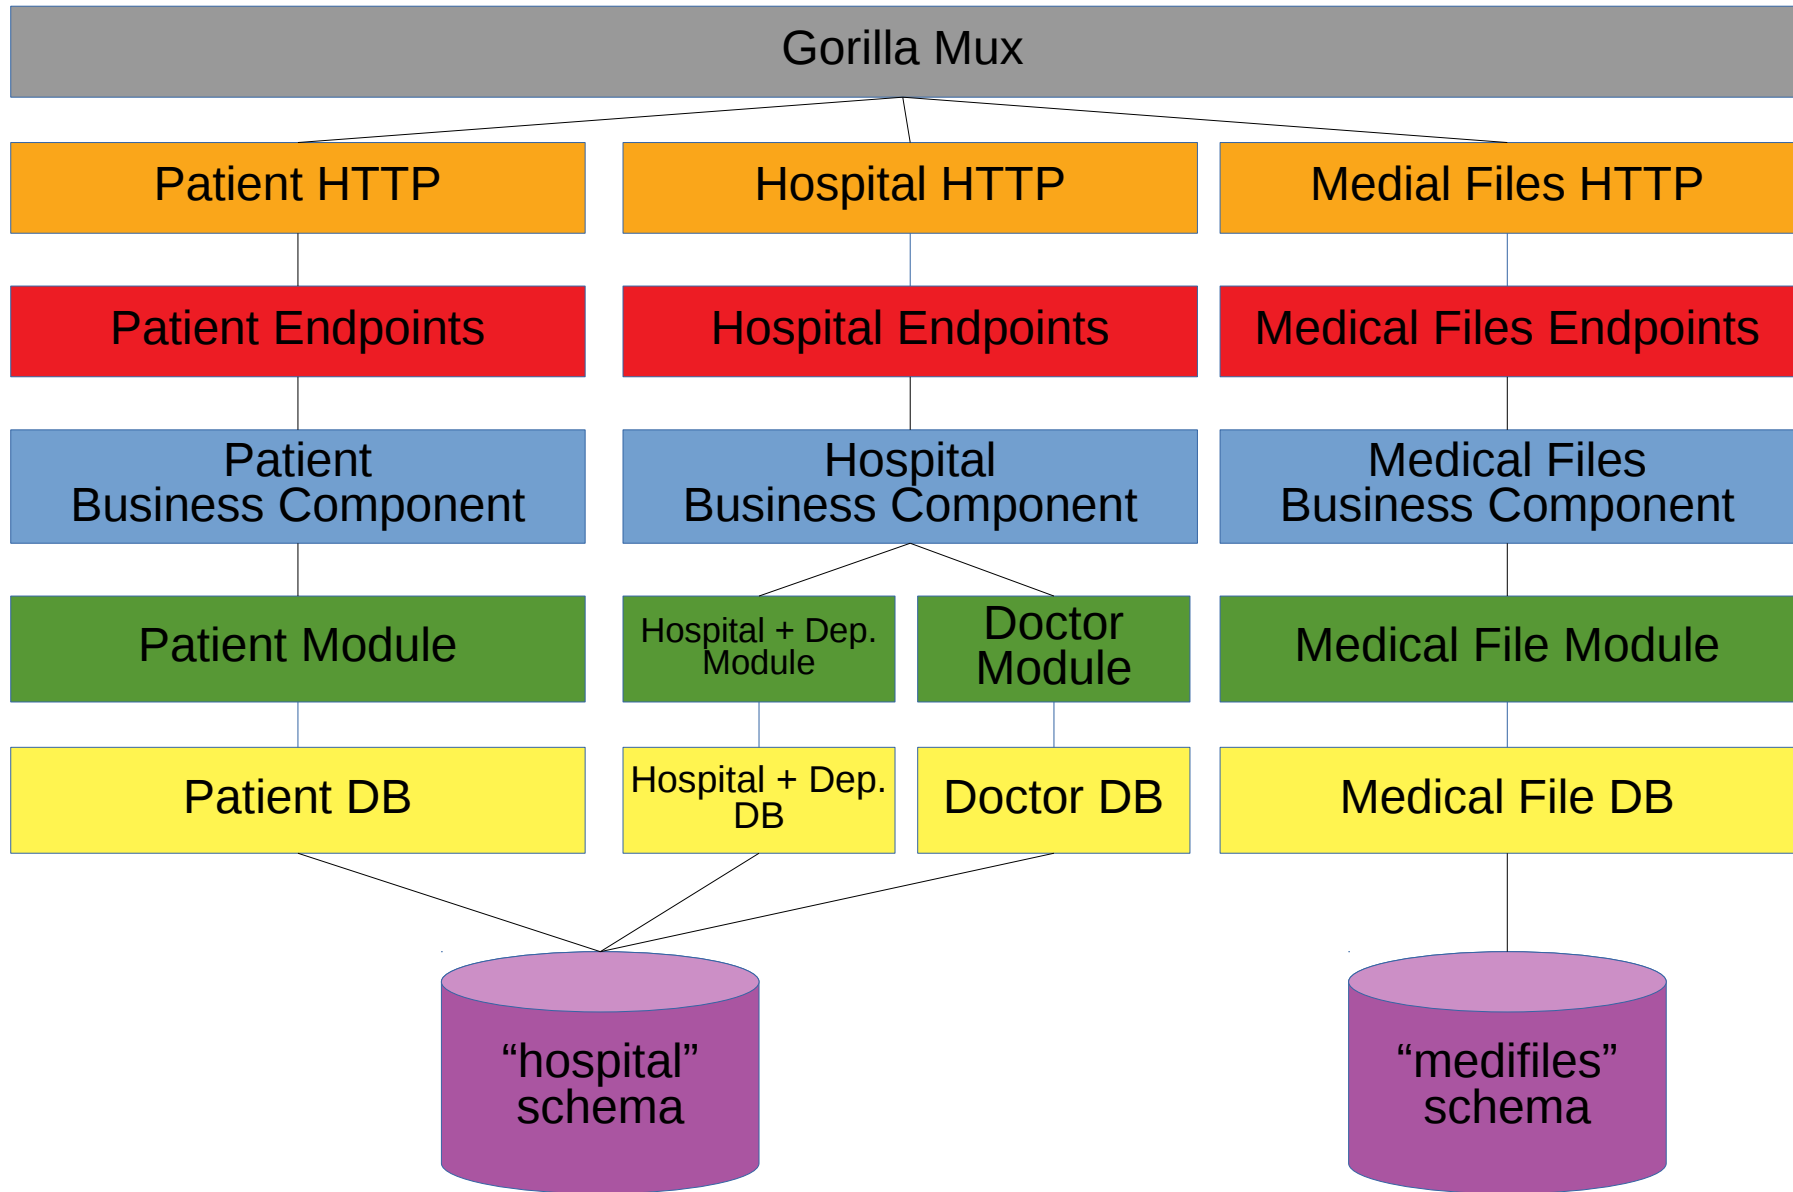 Gorilla Mux
Patient HTTP
Hospital HTTP
Medial Files HTTP
Patient Endpoints
Hospital Endpoints
Medical Files Endpoints
Patient
Business Component
Hospital
Business Component
Medical Files
Business Component
Patient Module
Hospital + Dep.
Module
Doctor
Module
Medical File Module
Patient DB
Hospital + Dep.
DB
Doctor DB
Medical File DB
“hospital”
schema
“medifiles”
schema